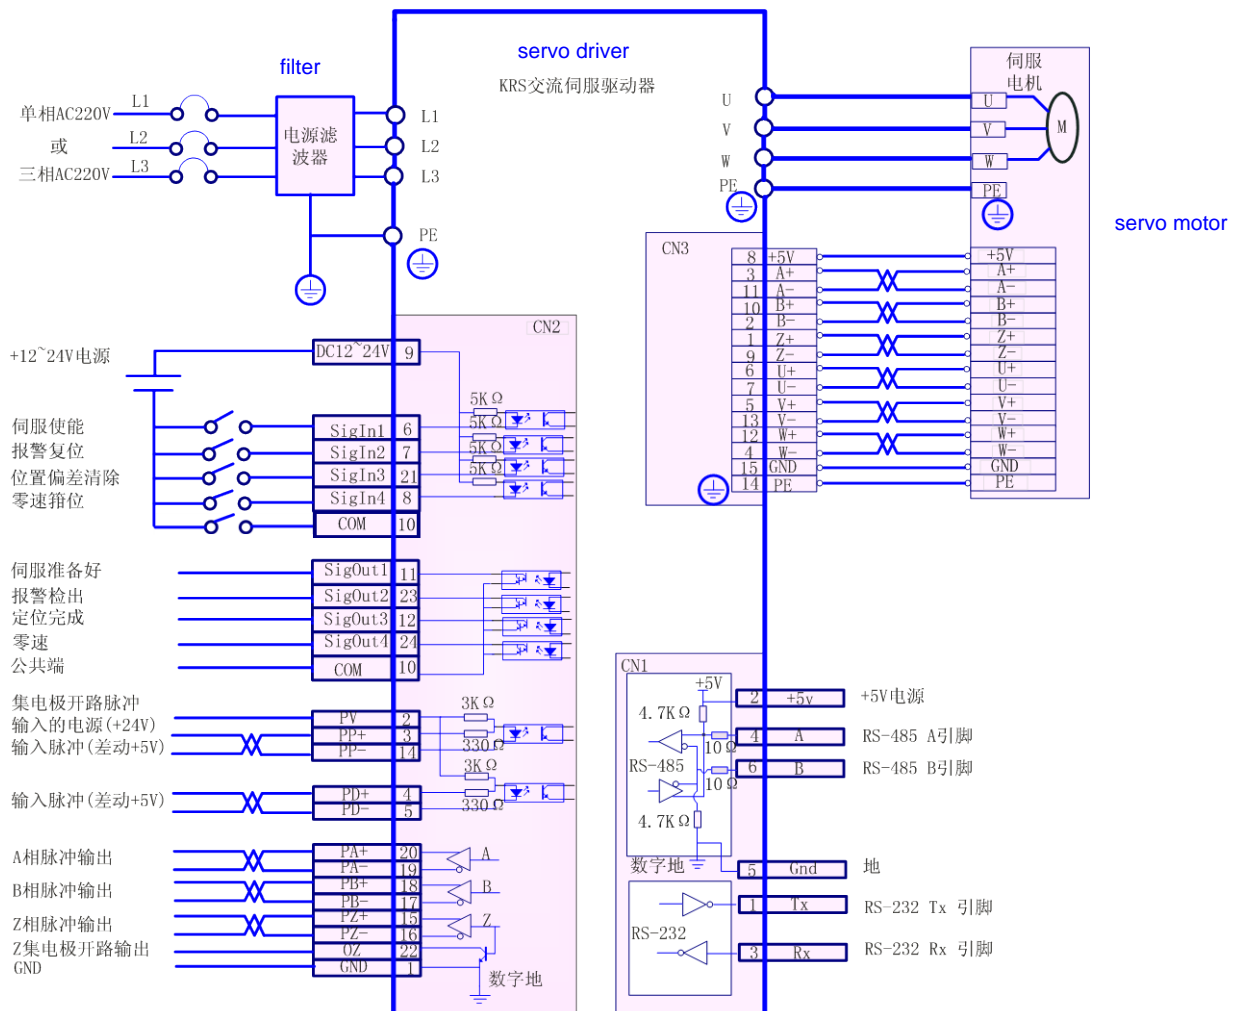 servo driver
filter
KRS交流伺服驱动器
伺服
电机
单相AC220V
L1
或
L2
三相AC220V
L3
电源滤
波器
L1
L2
L3
PE
U
V
W
PE
U
V
W
PE
M
servo motor
CN3
8 +5V +5V
3 A+ A+
11 A- A-
10 B+ B+
2 B- B-
1 Z+ Z+
9 Z- Z-
6 U+ U+
7 U- U-
5 V+ V+
13 V- V-
12 W+ W+
4 W- W-
15 GND GND
14 PE PE
CN2
+12~24V电源
DC12~24V 9
伺服使能
SigIn1 6
报警复位
SigIn2 7
位置偏差清除
SigIn3 21
零速箝位
SigIn4 8
COM 10
5KΩ
5KΩ
5KΩ
5KΩ
伺服准备好
SigOut1 11
报警检出
SigOut2 23
定位完成
SigOut3 12
零速
SigOut4 24
公共端
COM 10
集电极开路脉冲
输入的电源(+24V)
PV 2
输入脉冲(差动+5V)
PP+ 3
PP- 14
3KΩ
330Ω
3KΩ
330Ω
输入脉冲(差动+5V)
PD+ 4
PD- 5
A相脉冲输出
PA+ 20
PA- 19
A
B相脉冲输出
PB+ 18
PB- 17
B
Z相脉冲输出
PZ+ 15
PZ- 16
Z
Z集电极开路输出
OZ 22
GND
GND 1
数字地
CN1
+5V
4.7KΩ
10Ω
RS-485
10Ω
4.7KΩ
数字地
2 +5v +5V电源
4 A RS-485 A引脚
6 B RS-485 B引脚
5 Gnd 地
RS-232
1 Tx RS-232 Tx 引脚
3 Rx RS-232 Rx 引脚